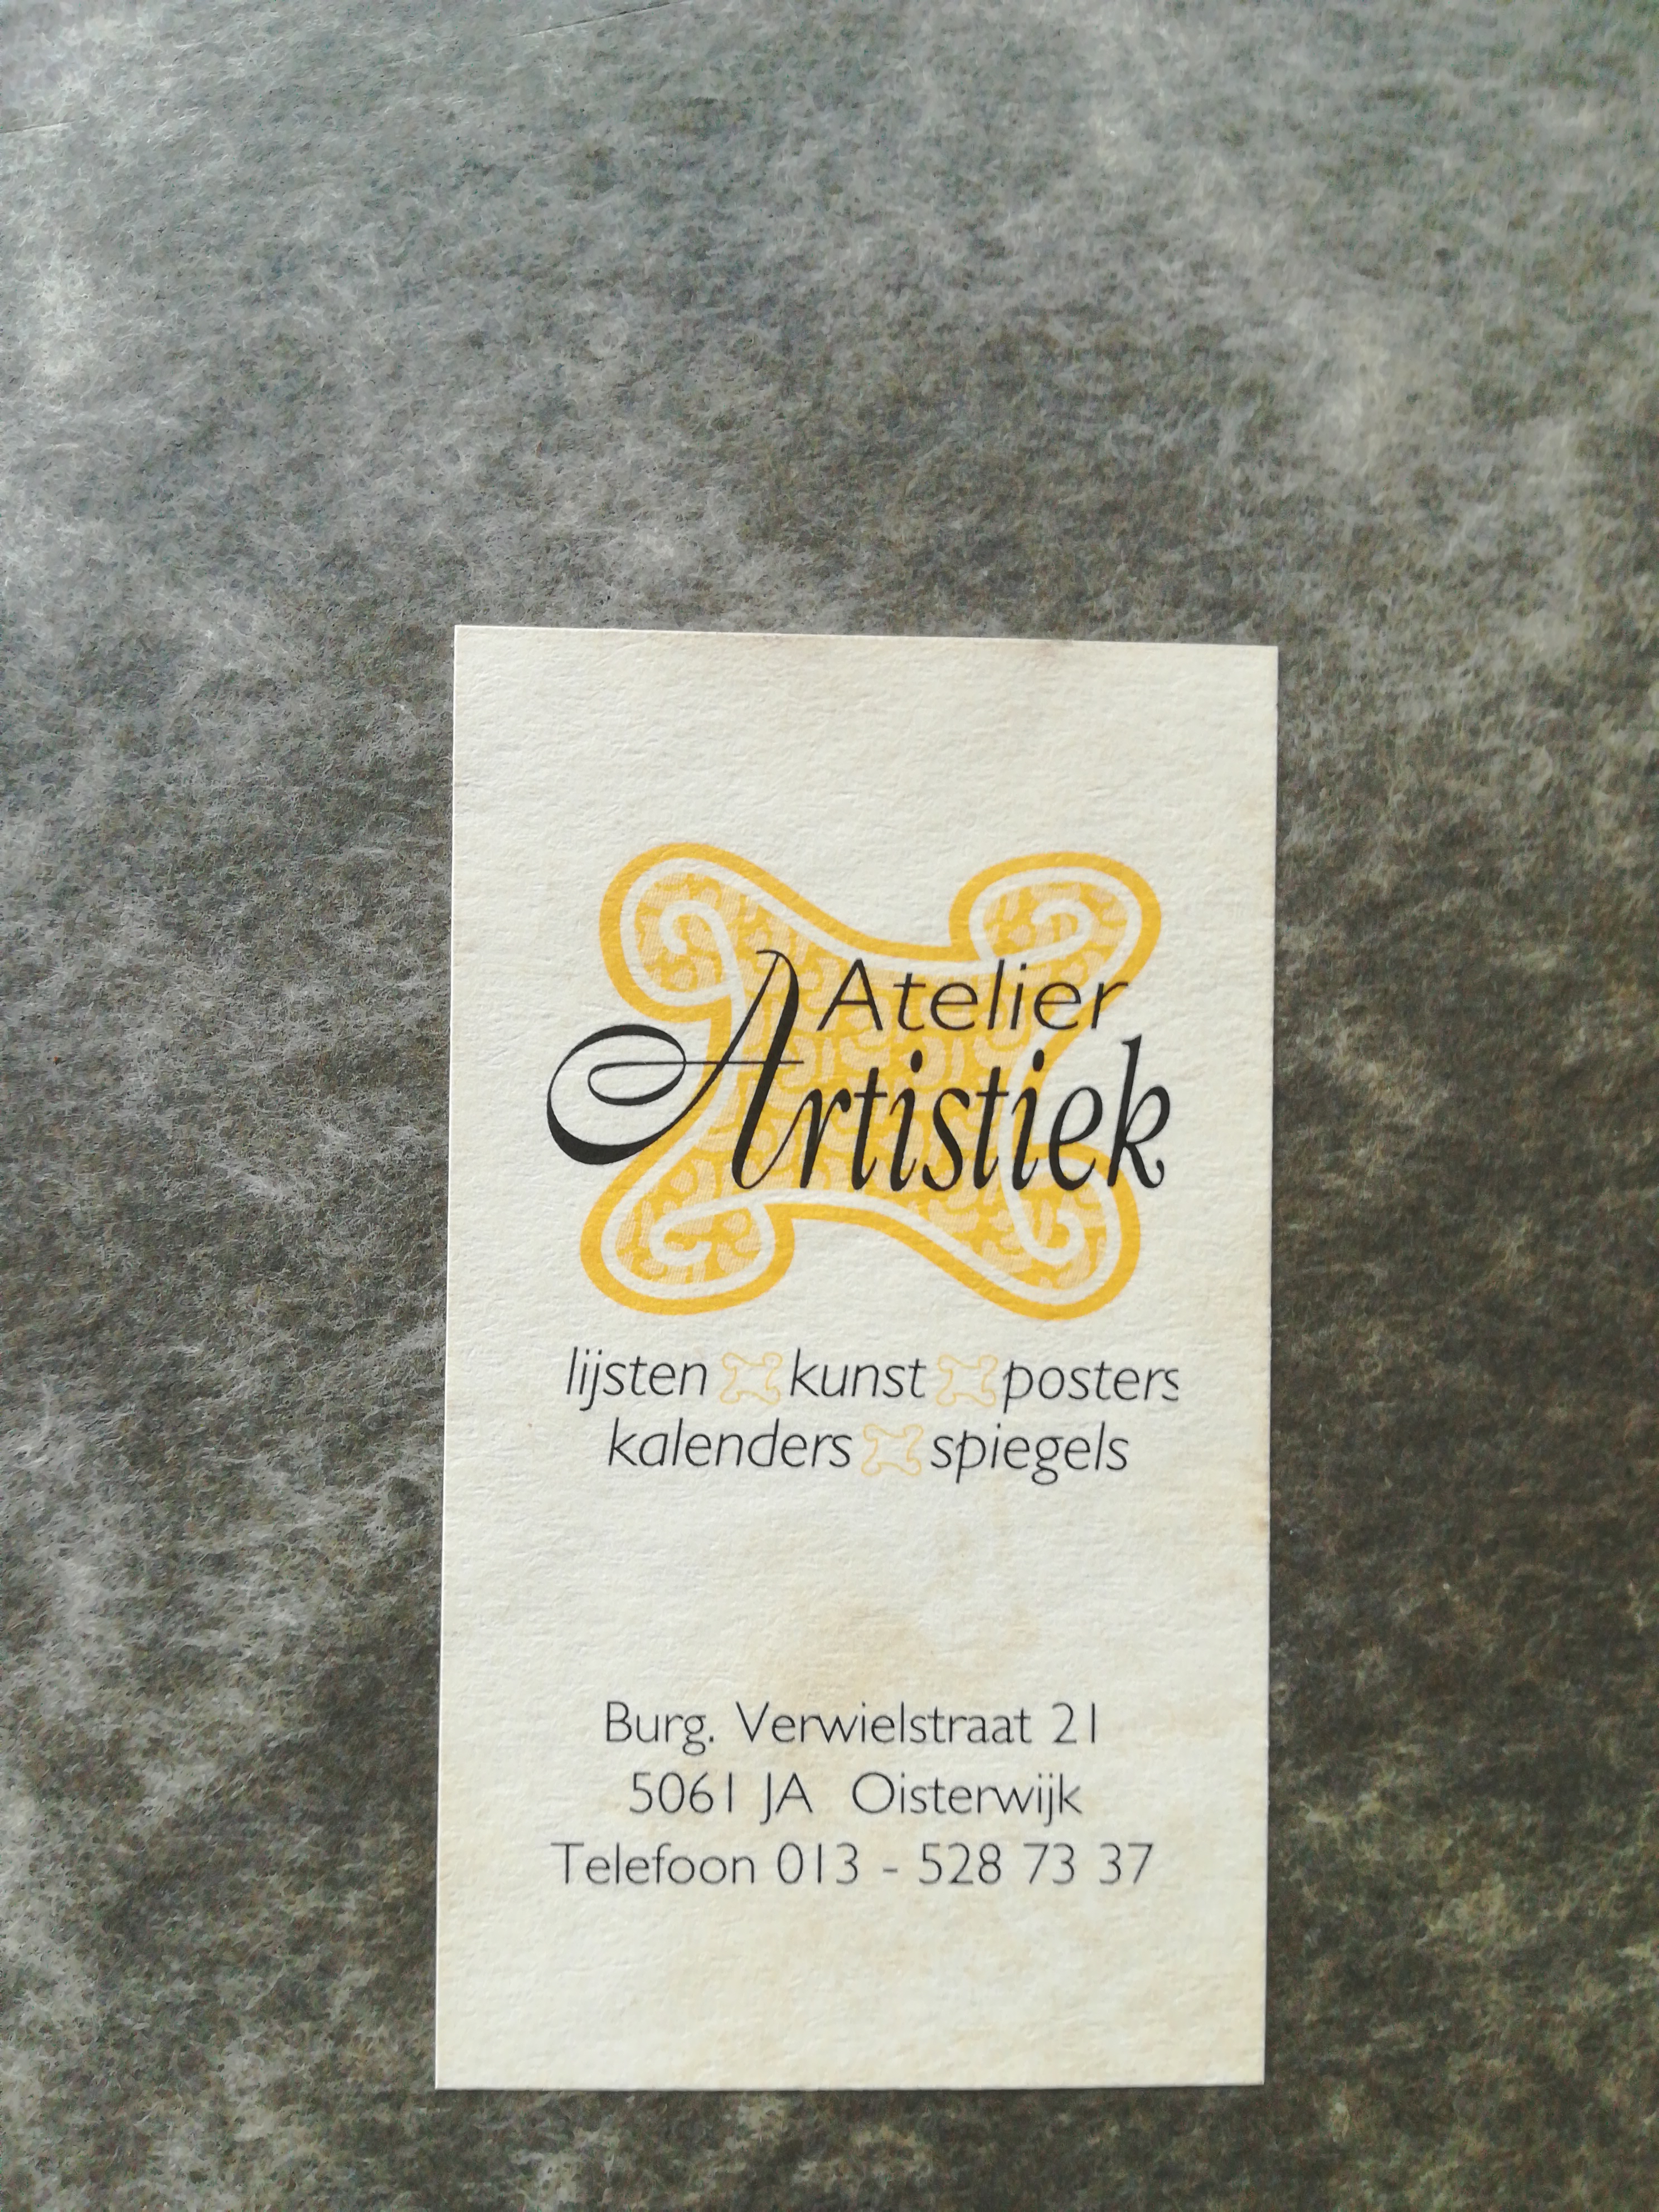 Atelier
Artistiek
lijsten kunst posters
kalenders spiegels
Burg. Verwielstraat 21
5061 JA Oisterwijk
Telefoon 013 - 528 73 37